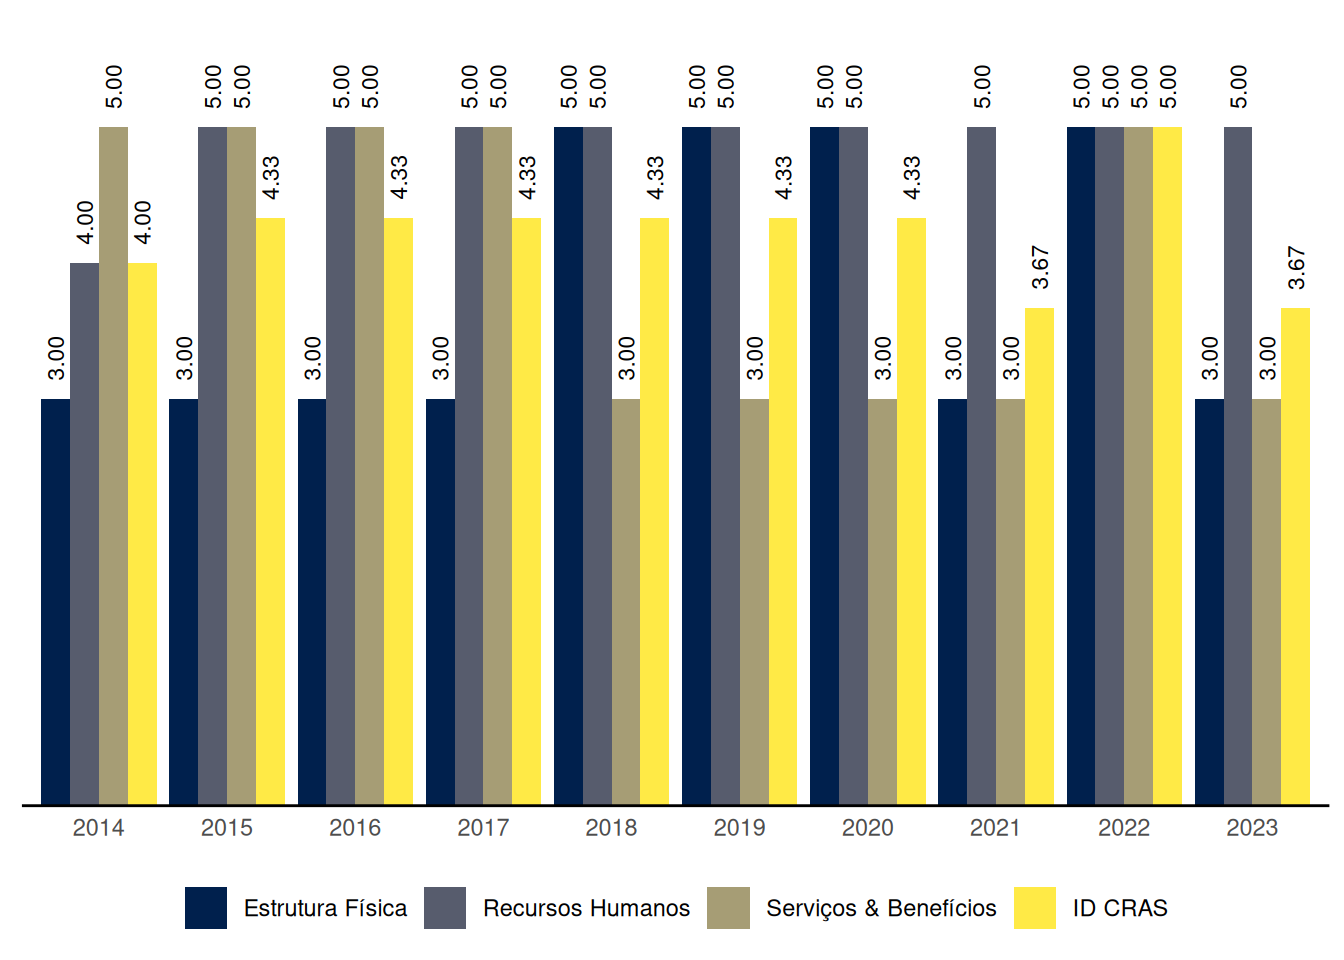 5.00 5.00 5.00 5.00 5.00 5.00 5.00 5.00 5.00 5.00 5.00 5.00 5.00 5.00 5.00 5.00 5.00 5.00 5.00
4.33 4.33 4.33 4.33 4.33 4.33
4.00 4.00
3.67 3.67
3.00 3.00 3.00 3.00 3.00 3.00 3.00 3.00 3.00 3.00 3.00
2014 2015 2016 2017 2018 2019 2020 2021 2022 2023
Estrutura Física Recursos Humanos Serviços & Benefícios ID CRAS